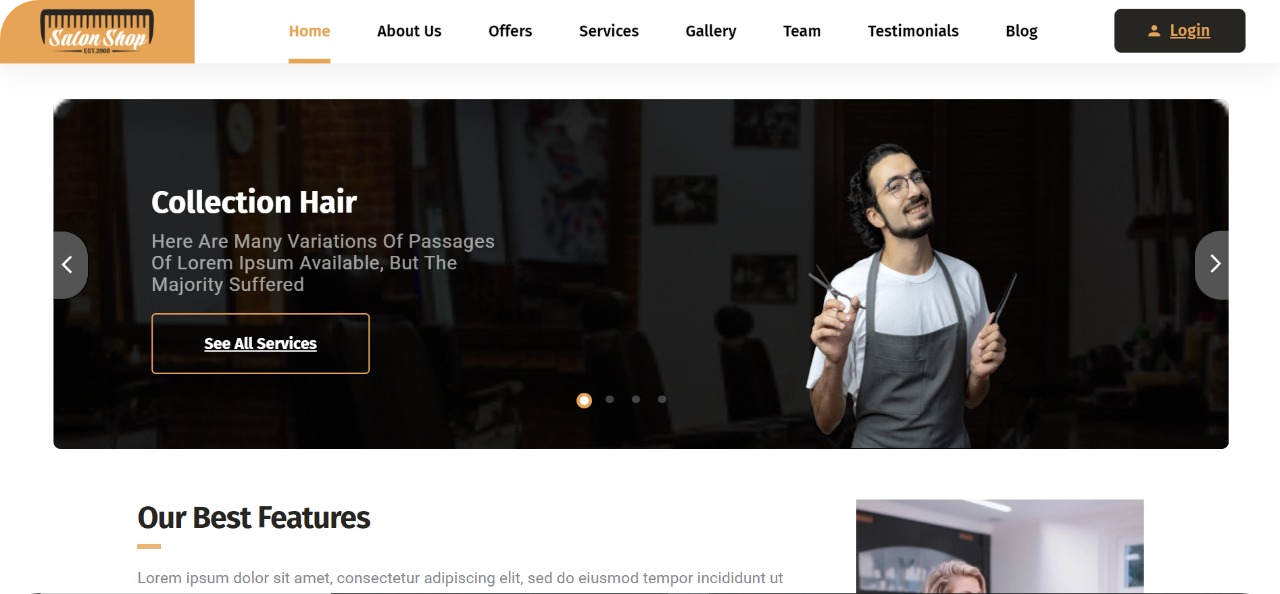 Salon Shop
EST.2008
Home About Us Offers Services Gallery Team Testimonials Blog Login
Collection Hair
Here Are Many Variations Of Passages
Of Lorem Ipsum Available, But The
Majority Suffered
See All Services
Our Best Features
Lorem ipsum dolor sit amet, consectetur adipiscing elit, sed do eiusmod tempor incididunt ut